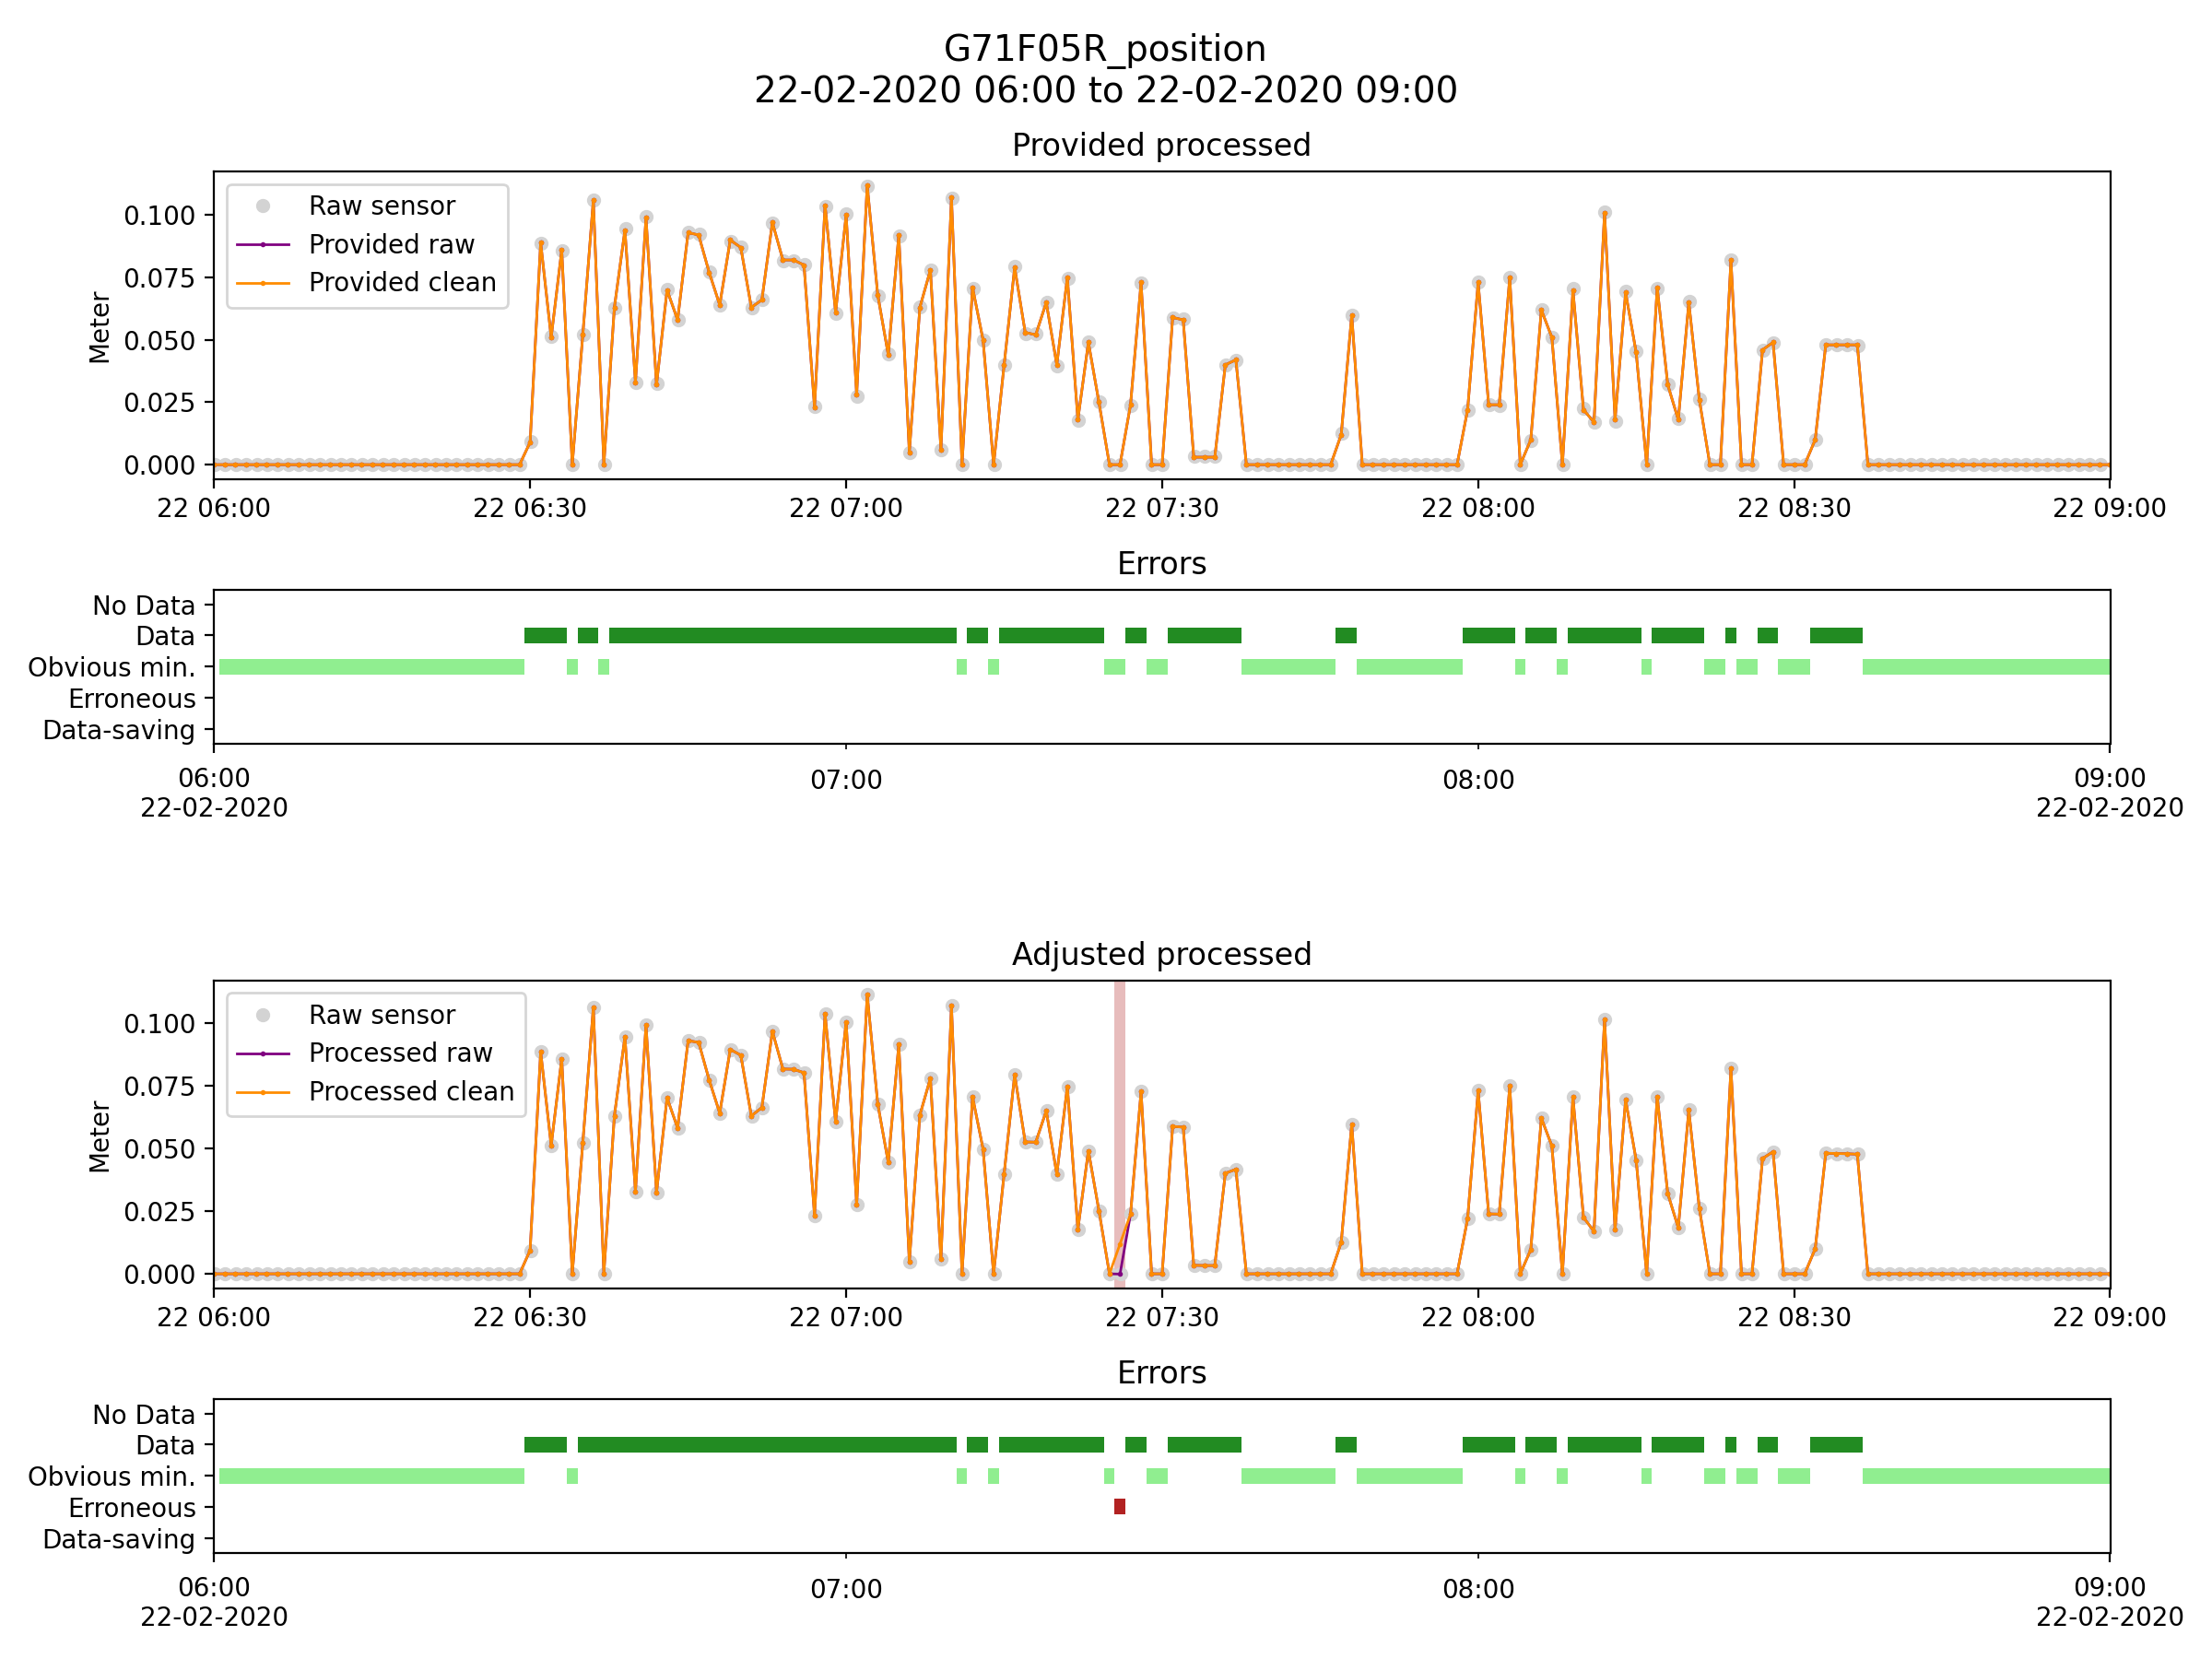 G71F05R_position
22-02-2020 06:00 to 22-02-2020 09:00
Provided processed
Raw sensor
Provided raw
Provided clean
Meter
0.100
0.075
0.050
0.025
0.000
22 06:00 22 06:30 22 07:00 22 07:30 22 08:00 22 08:30 22 09:00
Errors
No Data
Data
Obvious min.
Erroneous
Data-saving
06:00 07:00 08:00 09:00
22-02-2020 22-02-2020
Adjusted processed
Raw sensor
Processed raw
Processed clean
Meter
0.100
0.075
0.050
0.025
0.000
22 06:00 22 06:30 22 07:00 22 07:30 22 08:00 22 08:30 22 09:00
Errors
No Data
Data
Obvious min.
Erroneous
Data-saving
06:00 07:00 08:00 09:00
22-02-2020 22-02-2020